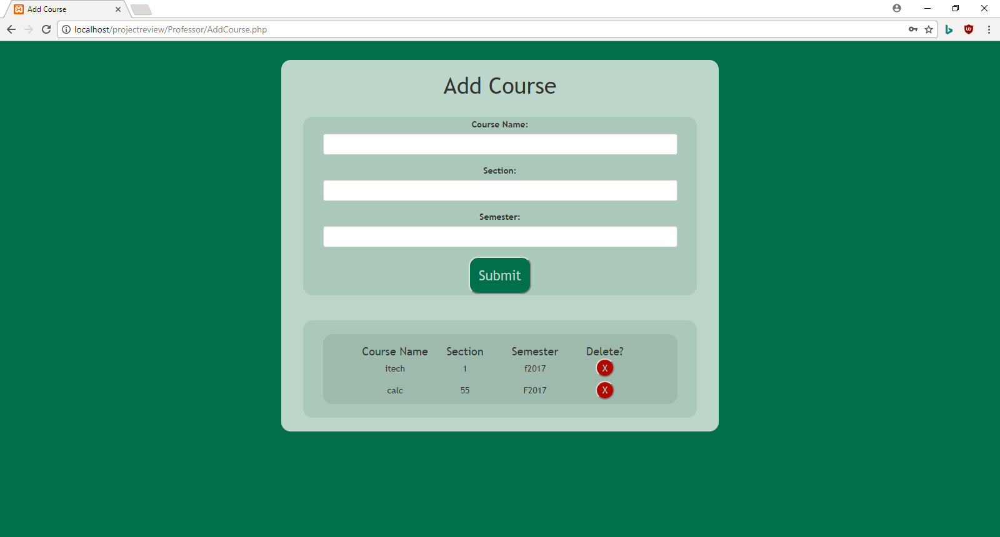 Add Course
localhost/projectreview/Professor/AddCourse.php
Add Course
Course Name:
Section:
Semester:
Submit
Course Name Section Semester Delete?
itech 1 f2017 X
calc 55 F2017 X